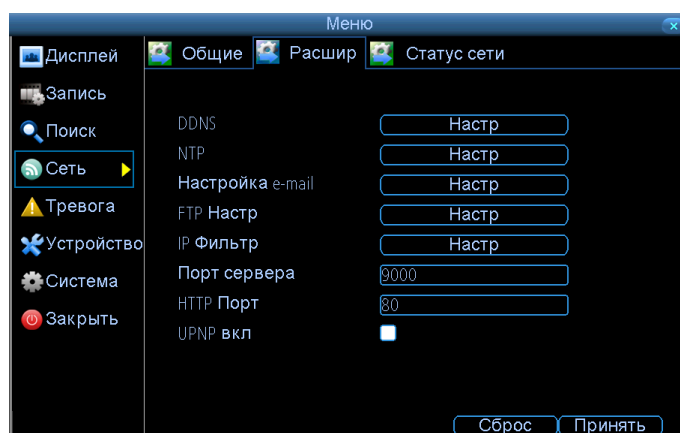 Меню
Дисплей
Запись
Поиск
Сеть
Тревога
Устройство
Система
Закрыть
Общие Расшир Статус сети
DDNS Настр
NTP Настр
Настройка e-mail Настр
FTP Настр Настр
IP Фильтр Настр
Порт сервера 9000
HTTP Порт 80
UPNP вкл
Сброс Принять